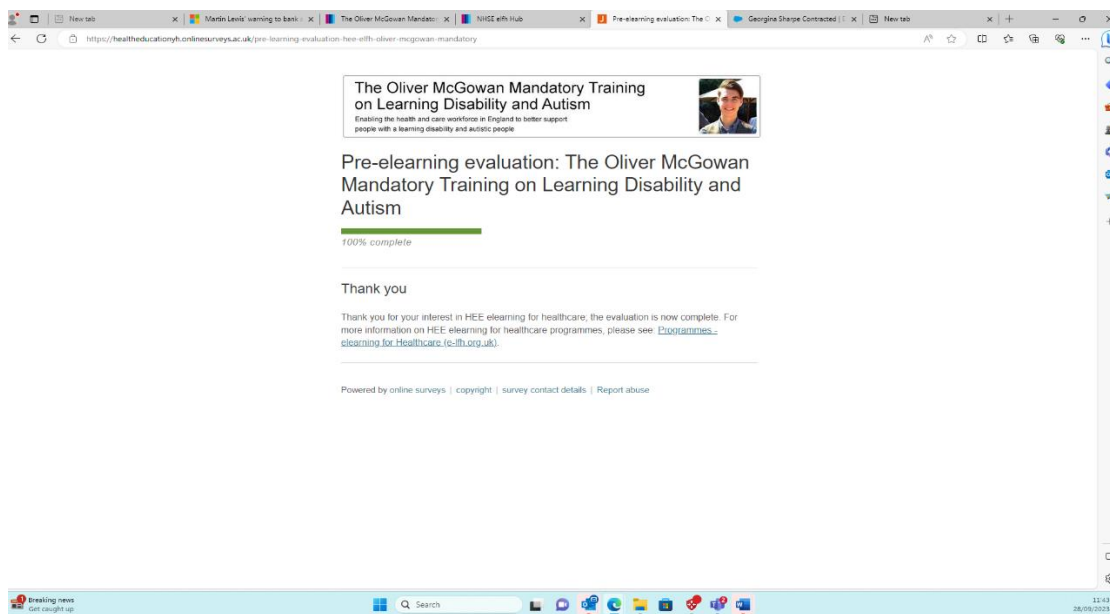 New tab
Martin Lewis' warning to bank
The Oliver McGowan Mandator
NHSE elfh Hub
Pre-elearning evaluation: The O
Georgina Sharpe Contracted |
New tab
https://healtheducationyh.onlinesurveys.ac.uk/pre-learning-evaluation-hee-elfh-oliver-mcgowan-mandatory
The Oliver McGowan Mandatory Training
on Learning Disability and Autism
Enabling the health and care workforce in England to better support
people with a learning disability and autistic people
Pre-elearning evaluation: The Oliver McGowan
Mandatory Training on Learning Disability and
Autism
100% complete
Thank you
Thank you for your interest in HEE elearning for healthcare, the evaluation is now complete. For
more information on HEE elearning for healthcare programmes, please see: Programmes -
elearning for Healthcare (e-lfh.org.uk).
Powered by online surveys | copyright | survey contact details | Report abuse
Breaking news
Get caught up
Search
11:43